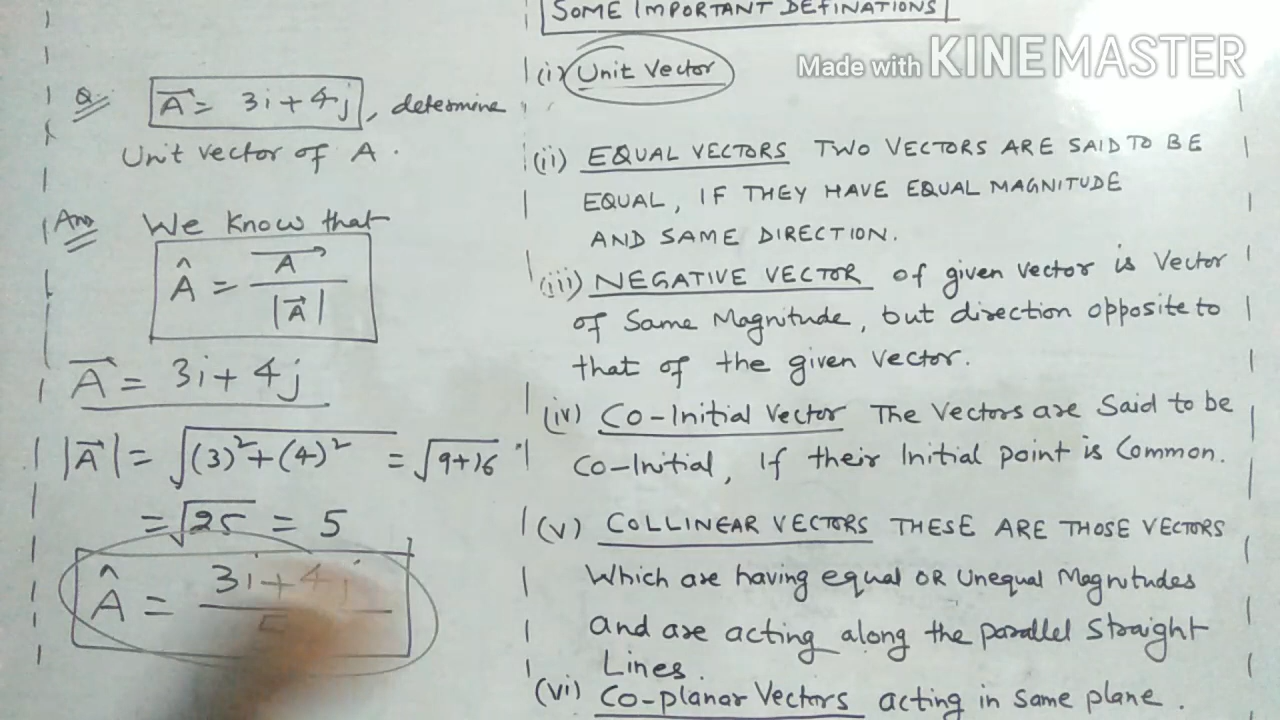 Q. A = 3i + 4j, determine
Unit vector of A.
Ans We know that
Â = A / |A|
A = 3i + 4j
|A| = √(3)² + (4)² = √9+16
= √25 = 5
Â = 3i + 4j / 5
SOME IMPORTANT DEFINATIONS
Made with KINEMASTER
(i) Unit Vector
(ii) EQUAL VECTORS TWO VECTORS ARE SAID TO BE
EQUAL, IF THEY HAVE EQUAL MAGNITUDE
AND SAME DIRECTION.
(iii) NEGATIVE VECTOR of given vector is Vector
of Same Magnitude, but direction opposite to
that of the given vector.
(iv) Co-Initial Vector The Vectors are Said to be
Co-Initial, If their Initial point is Common.
(v) COLLINEAR VECTORS THESE ARE THOSE VECTORS
Which are having equal OR Unequal Magnitudes
and are acting along the parallel Straight
Lines.
(vi) Co-planar Vectors acting in same plane.